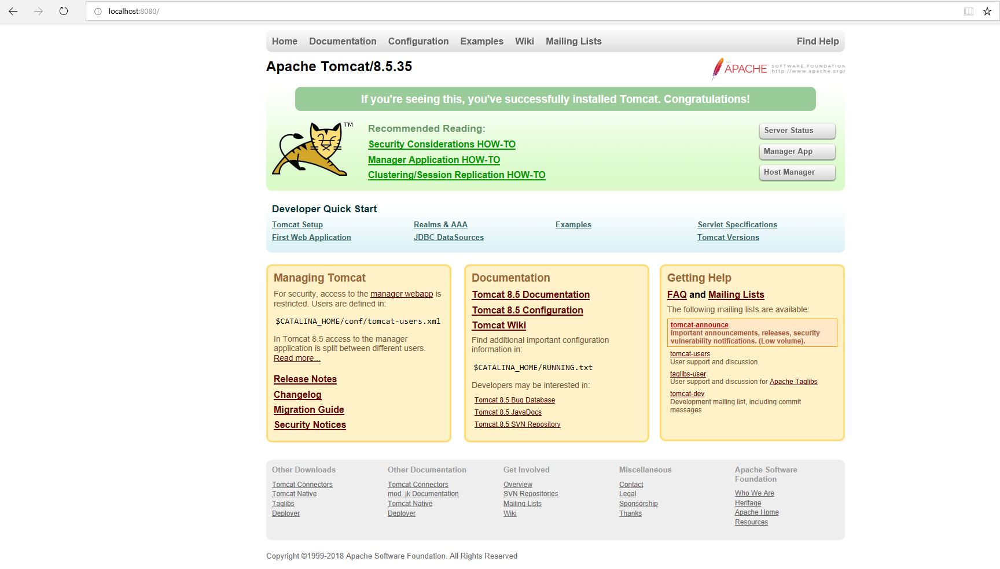 localhost:8080/
Home Documentation Configuration Examples Wiki Mailing Lists Find Help
Apache Tomcat/8.5.35
THE
APACHE SOFTWARE FOUNDATION
http://www.apache.org/
If you're seeing this, you've successfully installed Tomcat. Congratulations!
TM
Recommended Reading:
Security Considerations HOW-TO
Manager Application HOW-TO
Clustering/Session Replication HOW-TO
Server Status
Manager App
Host Manager
Developer Quick Start
Tomcat Setup
First Web Application
Realms & AAA
JDBC DataSources
Examples
Servlet Specifications
Tomcat Versions
Managing Tomcat
For security, access to the manager webapp is
restricted. Users are defined in:
$CATALINA_HOME/conf/tomcat-users.xml
In Tomcat 8.5 access to the manager
application is split between different users.
Read more...
Release Notes
Changelog
Migration Guide
Security Notices
Documentation
Tomcat 8.5 Documentation
Tomcat 8.5 Configuration
Tomcat Wiki
Find additional important configuration
information in:
$CATALINA_HOME/RUNNING.txt
Developers may be interested in:
Tomcat 8.5 Bug Database
Tomcat 8.5 JavaDocs
Tomcat 8.5 SVN Repository
Getting Help
FAQ and Mailing Lists
The following mailing lists are available:
tomcat-announce
Important announcements, releases, security
vulnerability notifications. (Low volume).
tomcat-users
User support and discussion
taglibs-user
User support and discussion for Apache Taglibs
tomcat-dev
Development mailing list, including commit
messages
Other Downloads
Tomcat Connectors
Tomcat Native
Taglibs
Deployer
Other Documentation
Tomcat Connectors
mod_jk Documentation
Tomcat Native
Deployer
Get Involved
Overview
SVN Repositories
Mailing Lists
Wiki
Miscellaneous
Contact
Legal
Sponsorship
Thanks
Apache Software
Foundation
Who We Are
Heritage
Apache Home
Resources
Copyright ©1999-2018 Apache Software Foundation. All Rights Reserved